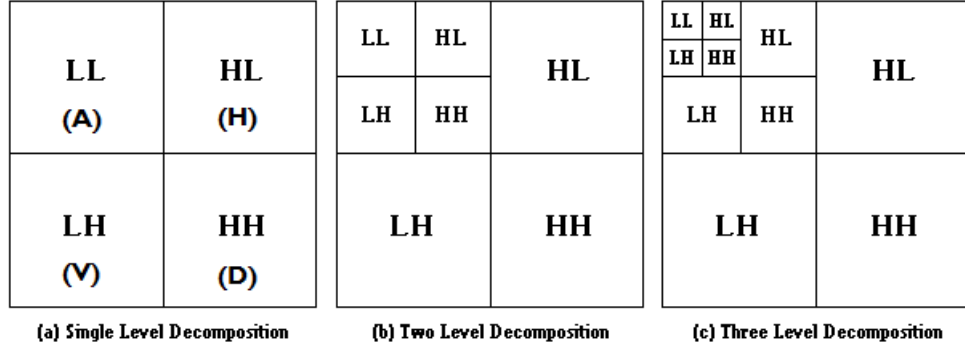 LL HL
(A) (H)
LH HH
(V) (D)
(a) Single Level Decomposition
LL HL
HL
LH HH
LH HH
(b) Two Level Decomposition
LL HL
HL
LH HH
HL
LH HH
LH HH
(c) Three Level Decomposition